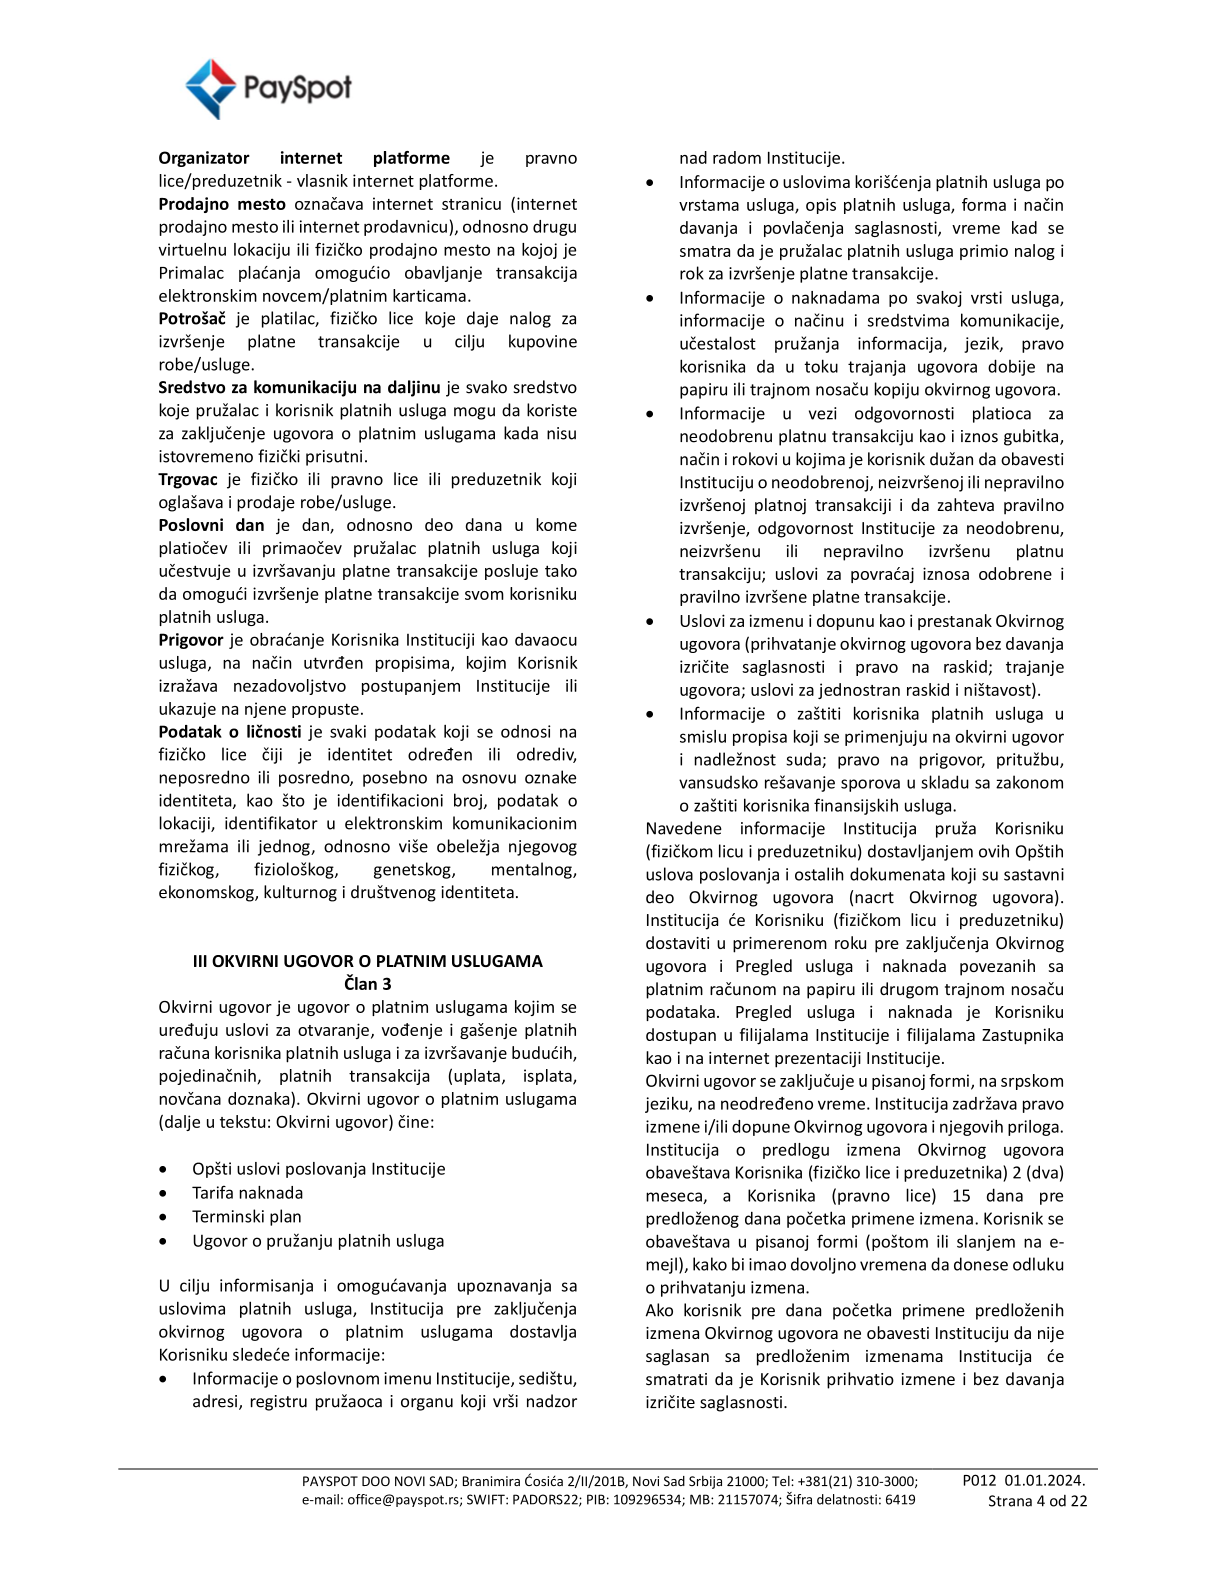 PaySpot
Organizator internet platforme je pravno
lice/preduzetnik - vlasnik internet platforme.
Prodajno mesto označava internet stranicu (internet
prodajno mesto ili internet prodavnicu), odnosno drugu
virtuelnu lokaciju ili fizičko prodajno mesto na kojoj je
Primalac plaćanja omogućio obavljanje transakcija
elektronskim novcem/platnim karticama.
Potrošač je platilac, fizičko lice koje daje nalog za
izvršenje platne transakcije u cilju kupovine
robe/usluge.
Sredstvo za komunikaciju na daljinu je svako sredstvo
koje pružalac i korisnik platnih usluga mogu da koriste
za zaključenje ugovora o platnim uslugama kada nisu
istovremeno fizički prisutni.
Trgovac je fizičko ili pravno lice ili preduzetnik koji
oglašava i prodaje robe/usluge.
Poslovni dan je dan, odnosno deo dana u kome
platiočev ili primaočev pružalac platnih usluga koji
učestvuje u izvršavanju platne transakcije posluje tako
da omogući izvršenje platne transakcije svom korisniku
platnih usluga.
Prigovor je obraćanje Korisnika Instituciji kao davaocu
usluga, na način utvrđen propisima, kojim Korisnik
izražava nezadovoljstvo postupanjem Institucije ili
ukazuje na njene propuste.
Podatak o ličnosti je svaki podatak koji se odnosi na
fizičko lice čiji je identitet određen ili odrediv,
neposredno ili posredno, posebno na osnovu oznake
identiteta, kao što je identifikacioni broj, podatak o
lokaciji, identifikator u elektronskim komunikacionim
mrežama ili jednog, odnosno više obeležja njegovog
fizičkog, fiziološkog, genetskog, mentalnog,
ekonomskog, kulturnog i društvenog identiteta.
III OKVIRNI UGOVOR O PLATNIM USLUGAMA
Član 3
Okvirni ugovor je ugovor o platnim uslugama kojim se
uređuju uslovi za otvaranje, vođenje i gašenje platnih
računa korisnika platnih usluga i za izvršavanje budućih,
pojedinačnih, platnih transakcija (uplata, isplata,
novčana doznaka). Okvirni ugovor o platnim uslugama
(dalje u tekstu: Okvirni ugovor) čine:
• Opšti uslovi poslovanja Institucije
• Tarifa naknada
• Terminski plan
• Ugovor o pružanju platnih usluga
U cilju informisanja i omogućavanja upoznavanja sa
uslovima platnih usluga, Institucija pre zaključenja
okvirnog ugovora o platnim uslugama dostavlja
Korisniku sledeće informacije:
• Informacije o poslovnom imenu Institucije, sedištu,
adresi, registru pružaoca i organu koji vrši nadzor
nad radom Institucije.
• Informacije o uslovima korišćenja platnih usluga po
vrstama usluga, opis platnih usluga, forma i način
davanja i povlačenja saglasnosti, vreme kad se
smatra da je pružalac platnih usluga primio nalog i
rok za izvršenje platne transakcije.
• Informacije o naknadama po svakoj vrsti usluga,
informacije o načinu i sredstvima komunikacije,
učestalost pružanja informacija, jezik, pravo
korisnika da u toku trajanja ugovora dobije na
papiru ili trajnom nosaču kopiju okvirnog ugovora.
• Informacije u vezi odgovornosti platioca za
neodobrenu platnu transakciju kao i iznos gubitka,
način i rokovi u kojima je korisnik dužan da obavesti
Instituciju o neodobrenoj, neizvršenoj ili nepravilno
izvršenoj platnoj transakciji i da zahteva pravilno
izvršenje, odgovornost Institucije za neodobrenu,
neizvršenu ili nepravilno izvršenu platnu
transakciju; uslovi za povraćaj iznosa odobrene i
pravilno izvršene platne transakcije.
• Uslovi za izmenu i dopunu kao i prestanak Okvirnog
ugovora (prihvatanje okvirnog ugovora bez davanja
izričite saglasnosti i pravo na raskid; trajanje
ugovora; uslovi za jednostran raskid i ništavost).
• Informacije o zaštiti korisnika platnih usluga u
smislu propisa koji se primenjuju na okvirni ugovor
i nadležnost suda; pravo na prigovor, pritužbu,
vansudsko rešavanje sporova u skladu sa zakonom
o zaštiti korisnika finansijskih usluga.
Navedene informacije Institucija pruža Korisniku
(fizičkom licu i preduzetniku) dostavljanjem ovih Opštih
uslova poslovanja i ostalih dokumenata koji su sastavni
deo Okvirnog ugovora (nacrt Okvirnog ugovora).
Institucija će Korisniku (fizičkom licu i preduzetniku)
dostaviti u primerenom roku pre zaključenja Okvirnog
ugovora i Pregled usluga i naknada povezanih sa
platnim računom na papiru ili drugom trajnom nosaču
podataka. Pregled usluga i naknada je Korisniku
dostupan u filijalama Institucije i filijalama Zastupnika
kao i na internet prezentaciji Institucije.
Okvirni ugovor se zaključuje u pisanoj formi, na srpskom
jeziku, na neodređeno vreme. Institucija zadržava pravo
izmene i/ili dopune Okvirnog ugovora i njegovih priloga.
Institucija o predlogu izmena Okvirnog ugovora
obaveštava Korisnika (fizičko lice i preduzetnika) 2 (dva)
meseca, a Korisnika (pravno lice) 15 dana pre
predloženog dana početka primene izmena. Korisnik se
obaveštava u pisanoj formi (poštom ili slanjem na e-
mejl), kako bi imao dovoljno vremena da donese odluku
o prihvatanju izmena.
Ako korisnik pre dana početka primene predloženih
izmena Okvirnog ugovora ne obavesti Instituciju da nije
saglasan sa predloženim izmenama Institucija će
smatrati da je Korisnik prihvatio izmene i bez davanja
izričite saglasnosti.
PAYSPOT DOO NOVI SAD; Branimira Ćosića 2/II/201B, Novi Sad Srbija 21000; Tel: +381(21) 310-3000;
e-mail: office@payspot.rs; SWIFT: PADORS22; PIB: 109296534; MB: 21157074; Šifra delatnosti: 6419
P012 01.01.2024.
Strana 4 od 22